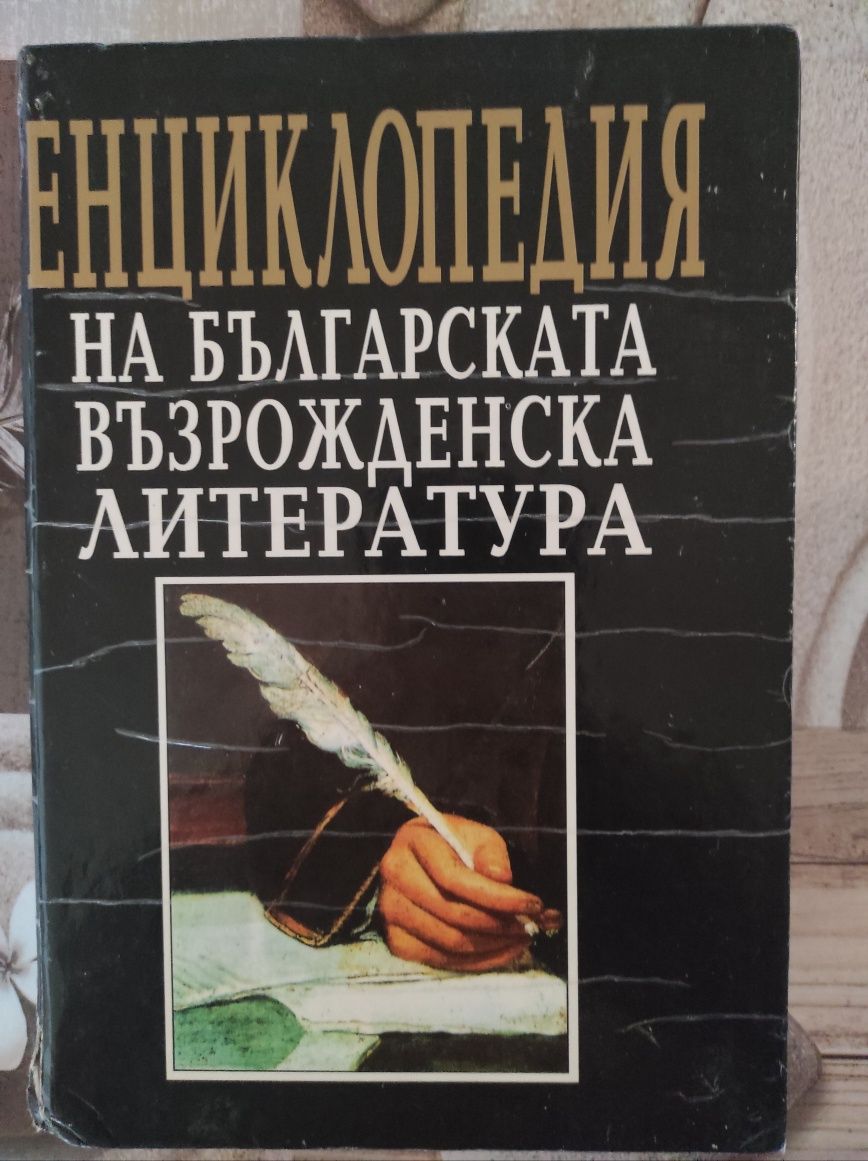 ЕНЦИКЛОПЕДИЯ
НА БЪЛГАРСКАТА
ВЪЗРОЖДЕНСКА
ЛИТЕРАТУРА